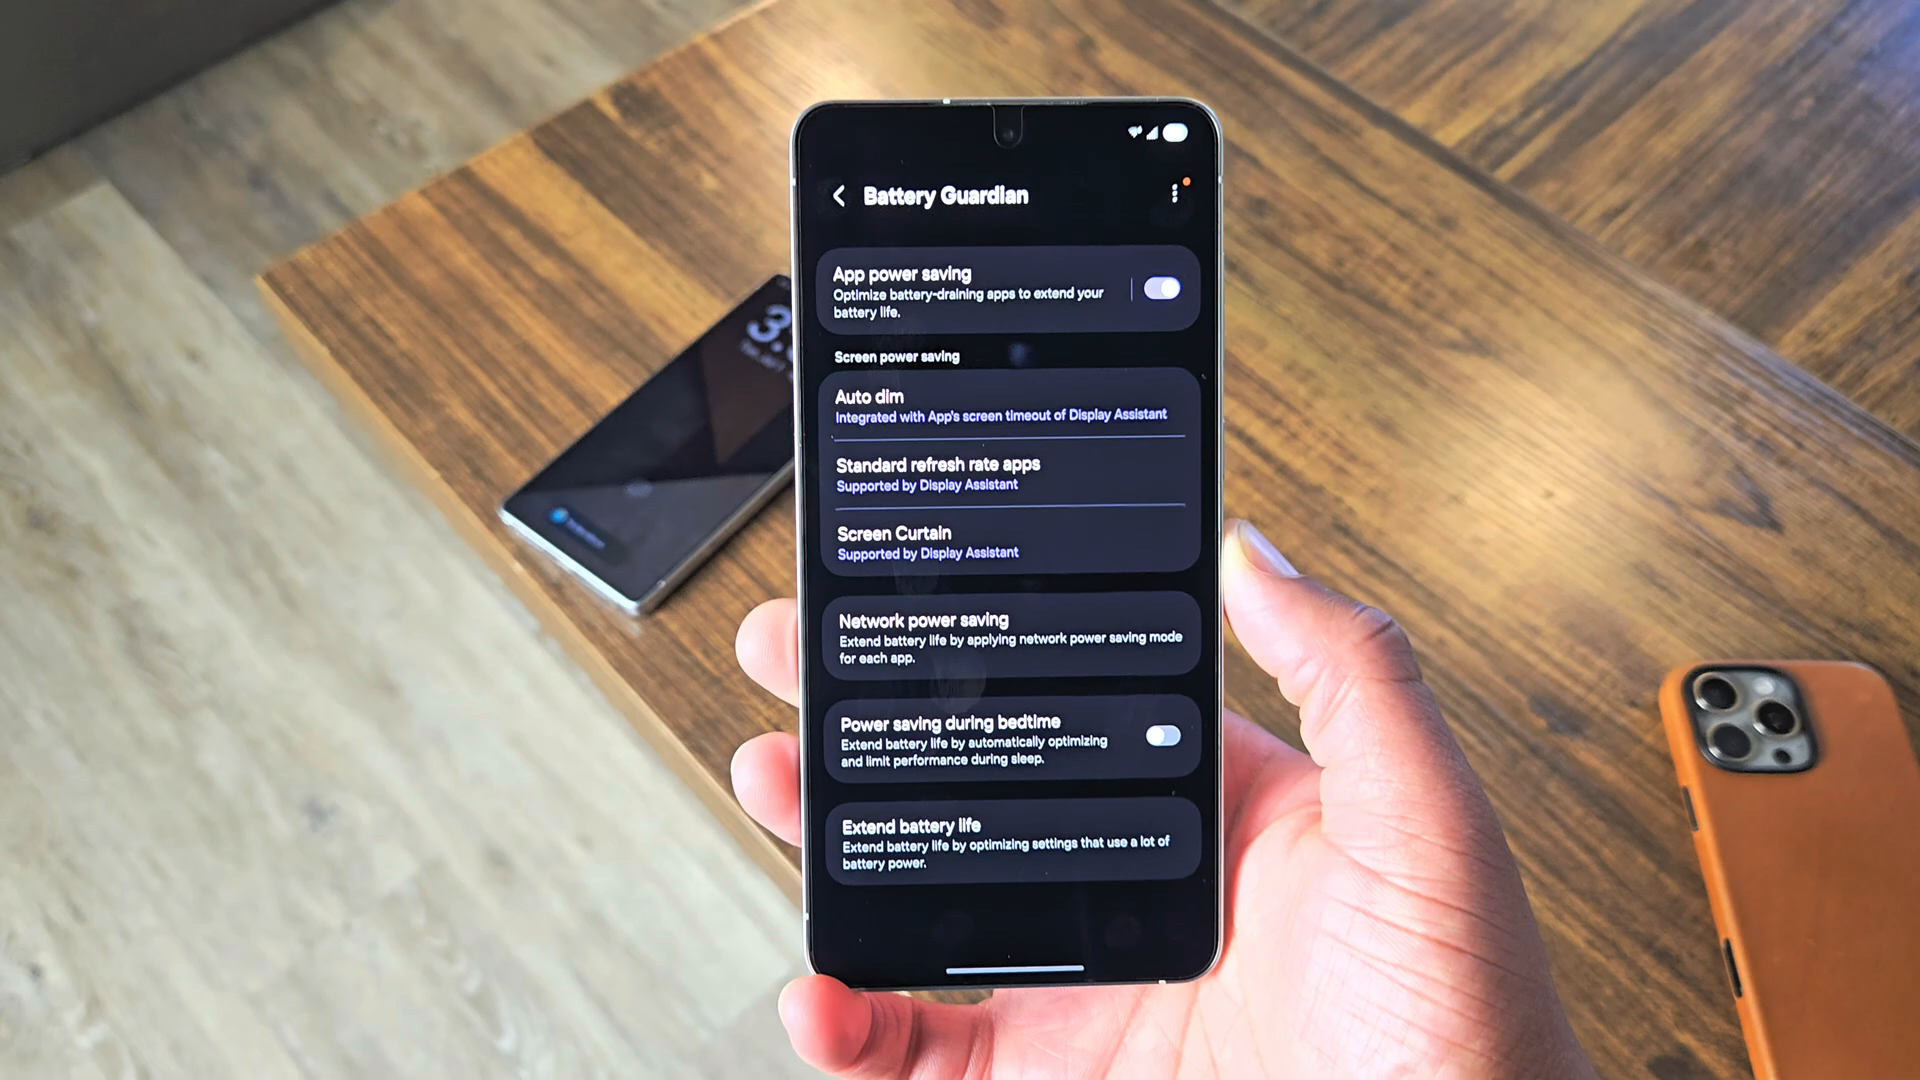 Battery Guardian
App power saving
Optimize battery-draining apps to extend your
battery life.
Screen power saving
Auto dim
Integrated with App's screen timeout of Display Assistant
Standard refresh rate apps
Supported by Display Assistant
Screen Curtain
Supported by Display Assistant
Network power saving
Extend battery life by applying network power saving mode
for each app.
Power saving during bedtime
Extend battery life by automatically optimizing
and limit performance during sleep.
Extend battery life
Extend battery life by optimizing settings that use a lot of
battery power.